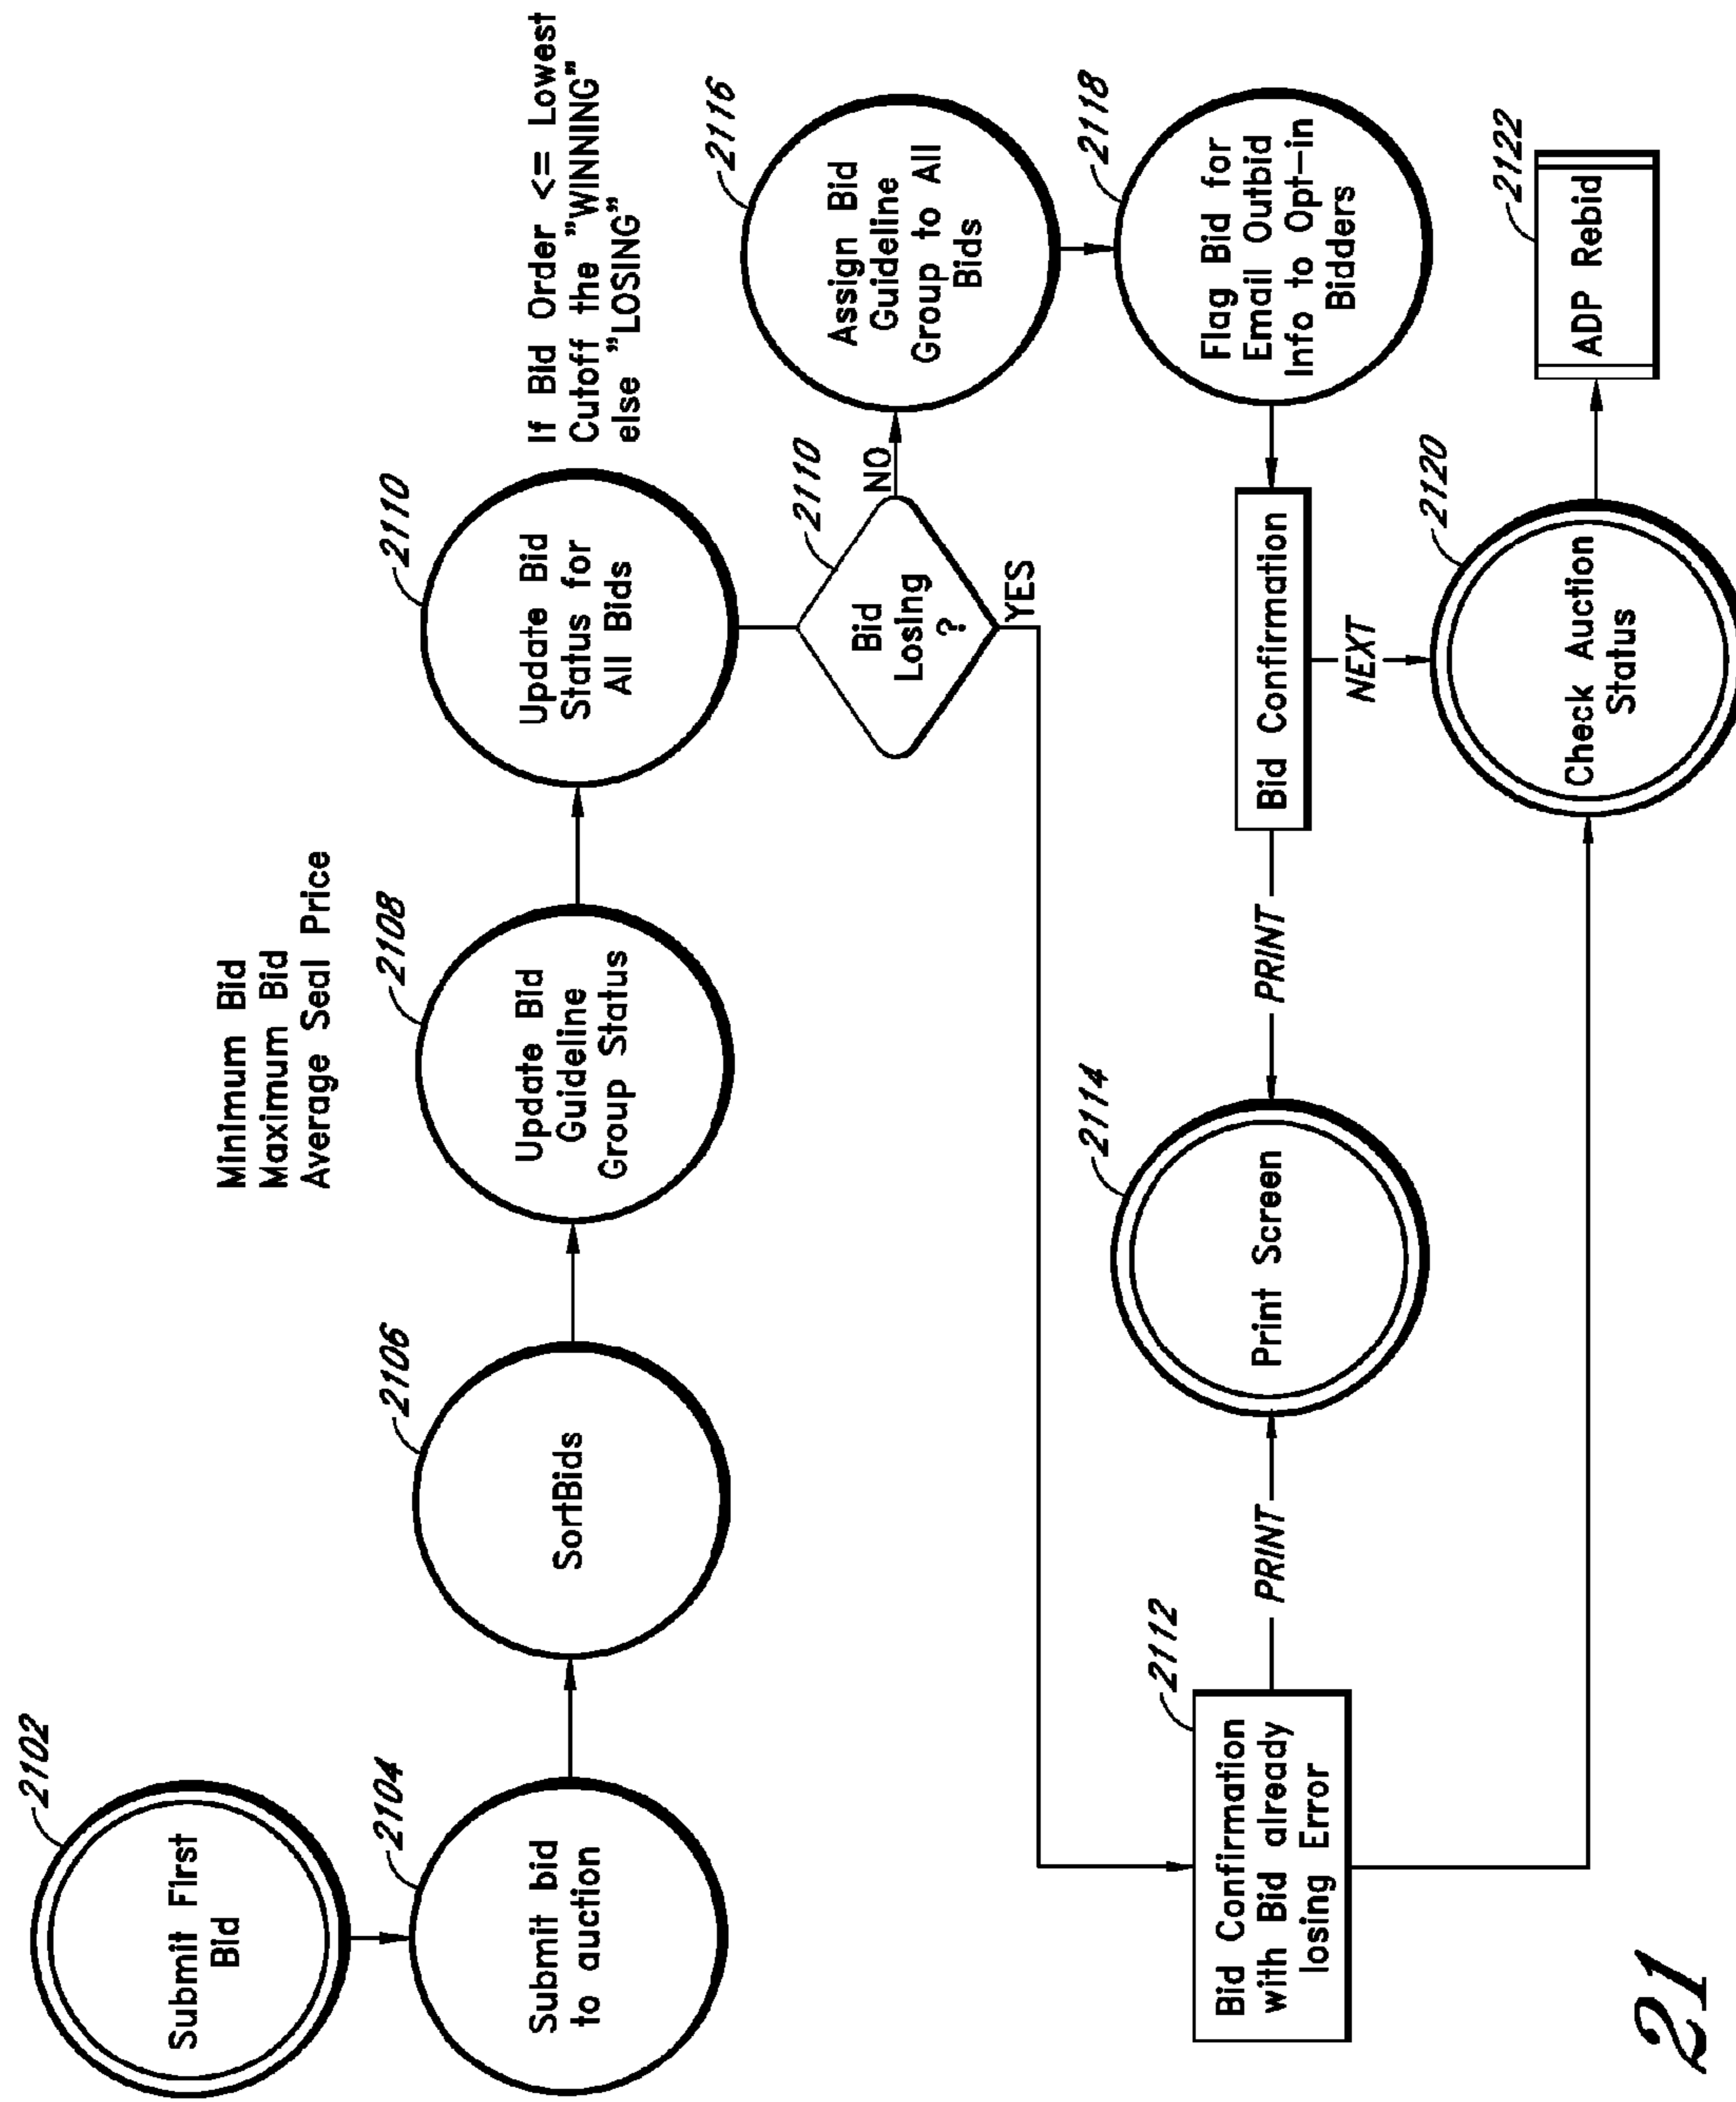 2102
Submit First
Bid
2104
Submit bid
to auction
2106
SortBids
Minimum Bid
Maximum Bid
Average Seal Price
2108
Update Bid
Guideline
Group Status
2110
Update Bid
Status for
All Bids
If Bid Order <= Lowest
Cutoff the "WINNING"
else "LOSING"
2110
Bid
Losing
?
NO
YES
2116
Assign Bid
Guideline
Group to All
Bids
2118
Flag Bid for
Email Outbid
Info to Opt-in
Bidders
2112
Bid Confirmation
with Bid already
losing Error
PRINT
2114
Print Screen
PRINT
Bid Confirmation
NEXT
2120
Check Auction
Status
2122
ADP Rebid
21